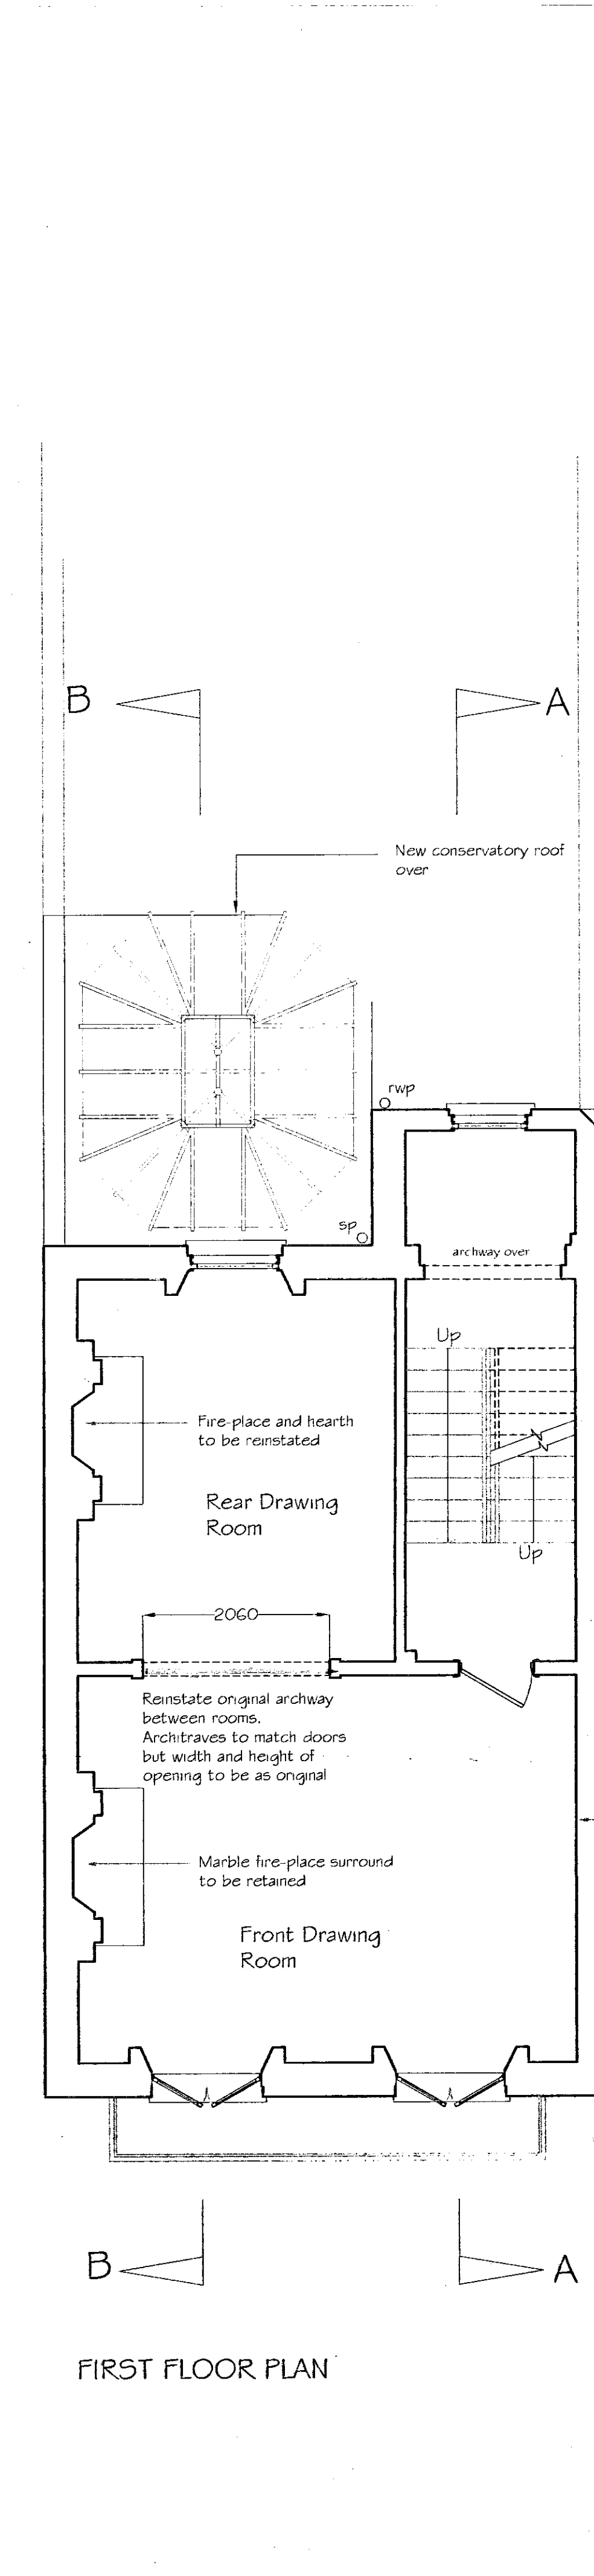 B
A
New conservatory roof
over
rwp
sp
archway over
Up
Fire-place and hearth
to be reinstated
Rear Drawing
Room
Up
2060
Reinstate original archway
between rooms.
Architraves to match doors
but width and height of
opening to be as original
Marble fire-place surround
to be retained
Front Drawing
Room
B
A
FIRST FLOOR PLAN